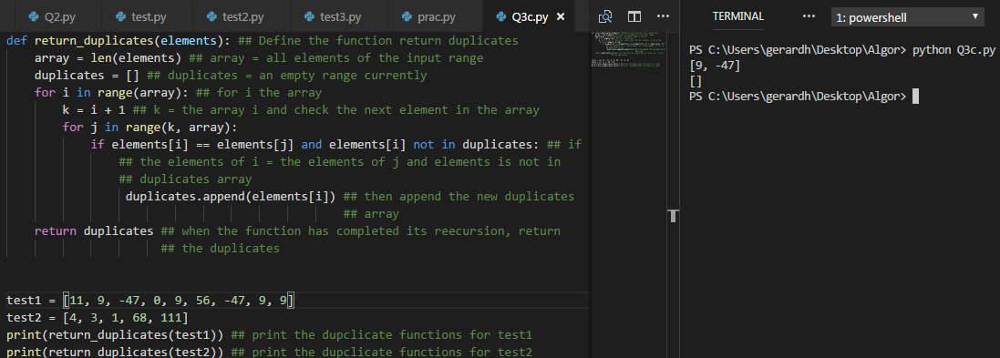 Q2.py test.py test2.py test3.py prac.py Q3c.py ×
TERMINAL ··· 1: powershell
def return_duplicates(elements): ## Define the function return duplicates
    array = len(elements) ## array = all elements of the input range
    duplicates = [] ## duplicates = an empty range currently
    for i in range(array): ## for i the array
        k = i + 1 ## k = the array i and check the next element in the array
        for j in range(k, array):
            if elements[i] == elements[j] and elements[i] not in duplicates: ## if
                ## the elements of i = the elements of j and elements is not in
                ## duplicates array
                 duplicates.append(elements[i]) ## then append the new duplicates
                                                ## array
    return duplicates ## when the function has completed its reecursion, return
                      ## the duplicates
test1 = [11, 9, -47, 0, 9, 56, -47, 9, 9]
test2 = [4, 3, 1, 68, 111]
print(return_duplicates(test1)) ## print the dupclicate functions for test1
print(return_duplicates(test2)) ## print the dupclicate functions for test2
PS C:\Users\gerardh\Desktop\Algor> python Q3c.py
[9, -47]
[]
PS C:\Users\gerardh\Desktop\Algor>